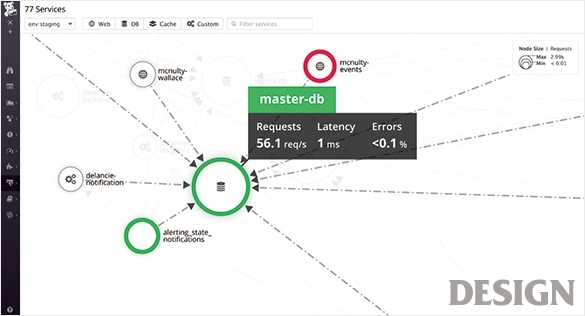 77 Services
env staging
Web
DB
Cache
Custom
Filter services
Node Size | Requests
Max 2.99k
Min < 0.01
mcnulty-
wallace
mcnulty-
events
master-db
Requests Latency Errors
56.1 req/s 1 ms <0.1 %
delancie-
notification
alerting_state_
notifications
DESIGN